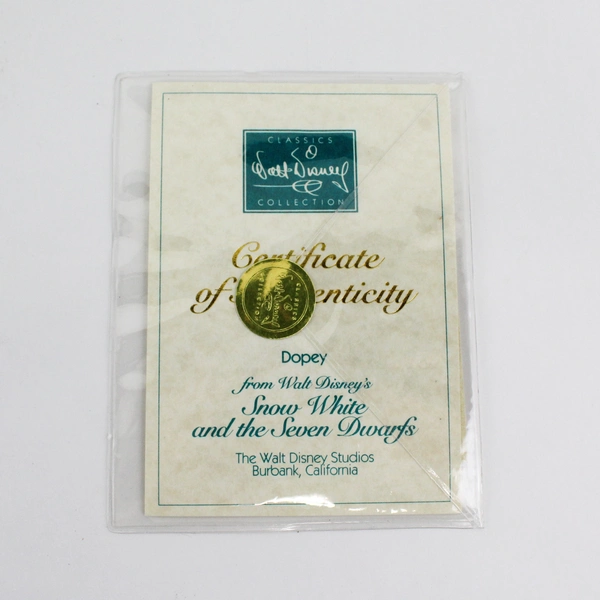 CLASSICS
Walt Disney
COLLECTION
Certificate
of enticity
Dopey
from Walt Disney's
Snow White
and the Seven Dwarfs
The Walt Disney Studios
Burbank, California